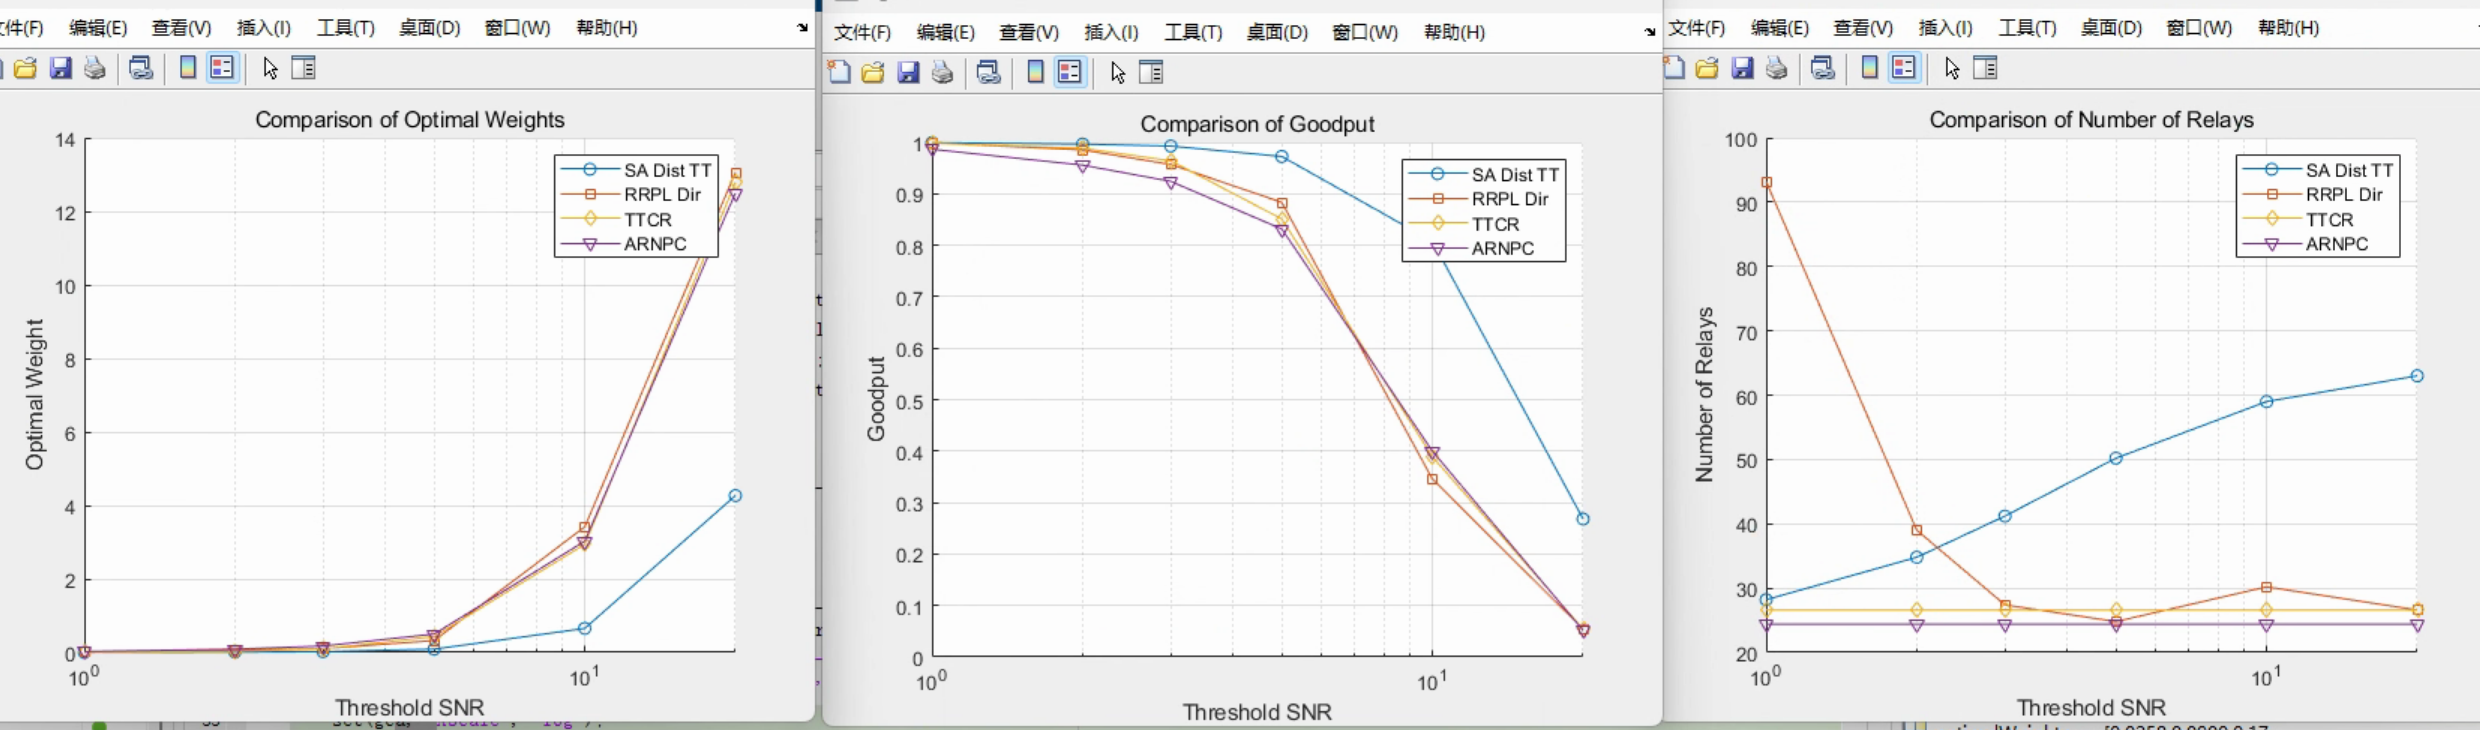 文件(F) 编辑(E) 查看(V) 插入(I) 工具(T) 桌面(D) 窗口(W) 帮助(H)
Comparison of Optimal Weights
14
12
10
8
6
4
2
0
Optimal Weight
SA Dist TT
RRPL Dir
TTCR
ARNPC
10^0
10^1
Threshold SNR
文件(F) 编辑(E) 查看(V) 插入(I) 工具(T) 桌面(D) 窗口(W) 帮助(H)
Comparison of Goodput
1
0.9
0.8
0.7
0.6
0.5
0.4
0.3
0.2
0.1
0
Goodput
SA Dist TT
RRPL Dir
TTCR
ARNPC
10^0
10^1
Threshold SNR
文件(F) 编辑(E) 查看(V) 插入(I) 工具(T) 桌面(D) 窗口(W) 帮助(H)
Comparison of Number of Relays
100
90
80
70
60
50
40
30
20
Number of Relays
SA Dist TT
RRPL Dir
TTCR
ARNPC
10^0
10^1
Threshold SNR